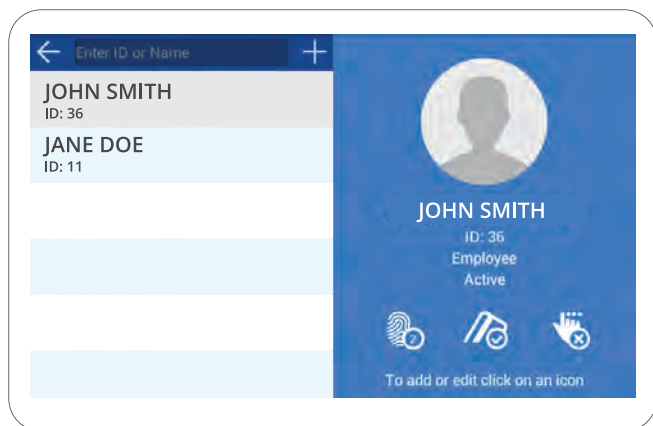 Enter ID or Name
JOHN SMITH
ID: 36
JANE DOE
ID: 11
JOHN SMITH
ID: 36
Employee
Active
2
To add or edit click on an icon